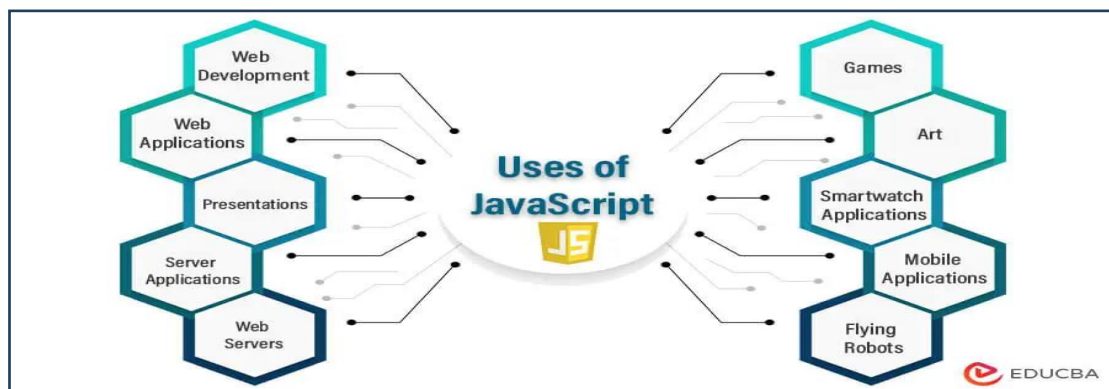 Web
Development
Web
Applications
Presentations
Server
Applications
Web
Servers
Uses of
JavaScript
JS
Games
Art
Smartwatch
Applications
Mobile
Applications
Flying
Robots
EDUCBA